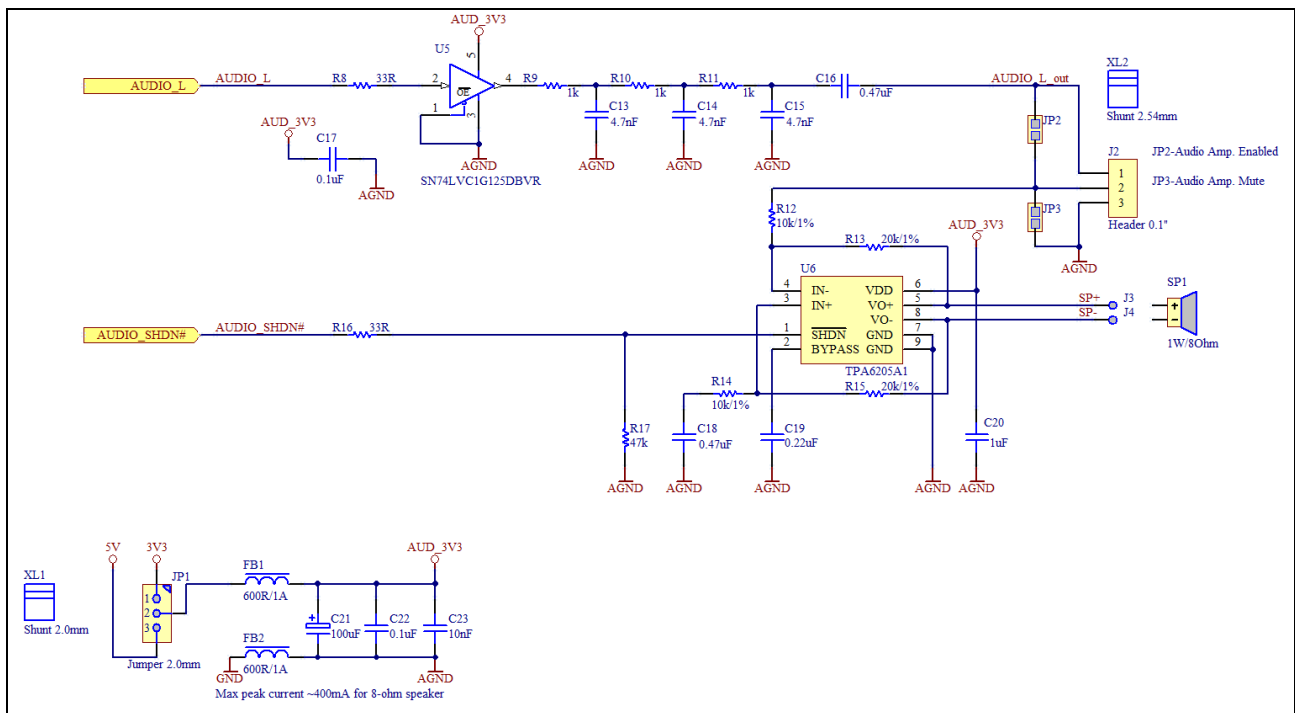 AUD_3V3
U5
AUDIO_L
AUDIO_L
R8
33R
2
5
OE
4
1
3
R9
1k
R10
1k
R11
1k
C16
0.47uF
AUDIO_L_out
XL2
Shunt 2.54mm
C13
4.7nF
C14
4.7nF
C15
4.7nF
AGND
AGND
AGND
AGND
SN74LVC1G125DBVR
AUD_3V3
C17
0.1uF
AGND
JP2
J2
JP2-Audio Amp. Enabled
1
2
3
JP3-Audio Amp. Mute
JP3
Header 0.1"
AGND
R12
10k/1%
R13
20k/1%
AUD_3V3
U6
4
IN-
VDD
6
3
IN+
VO+
5
VO-
8
1
SHDN
GND
7
2
BYPASS
GND
9
TPA6205A1
SP+
J3
SP-
J4
SP1
+
−
1W/8Ohm
AUDIO_SHDN#
AUDIO_SHDN#
R16
33R
R14
10k/1%
R15
20k/1%
R17
47k
C18
0.47uF
C19
0.22uF
C20
1uF
AGND
AGND
AGND
AGND
AGND
XL1
Shunt 2.0mm
5V
3V3
JP1
1
2
3
Jumper 2.0mm
FB1
600R/1A
FB2
600R/1A
GND
AUD_3V3
+
C21
100uF
C22
0.1uF
C23
10nF
AGND
Max peak current ~400mA for 8-ohm speaker